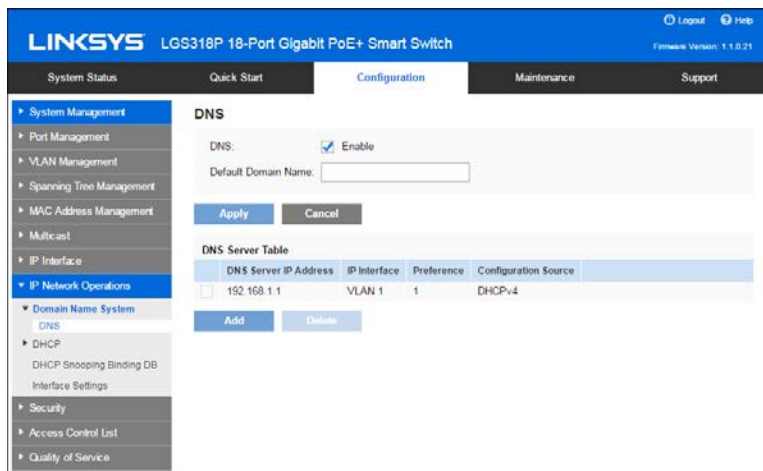 Logout Help
LINKSYS LGS318P 18-Port Gigabit PoE+ Smart Switch
Firmware Version: 1.1.0.21
System Status Quick Start Configuration Maintenance Support
System Management
Port Management
VLAN Management
Spanning Tree Management
MAC Address Management
Multicast
IP Interface
IP Network Operations
Domain Name System
DNS
DHCP
DHCP Snooping Binding DB
Interface Settings
Security
Access Control List
Quality of Service
DNS
DNS: Enable
Default Domain Name:
Apply Cancel
DNS Server Table
DNS Server IP Address IP Interface Preference Configuration Source
192.168.1.1 VLAN 1 1 DHCPv4
Add Delete